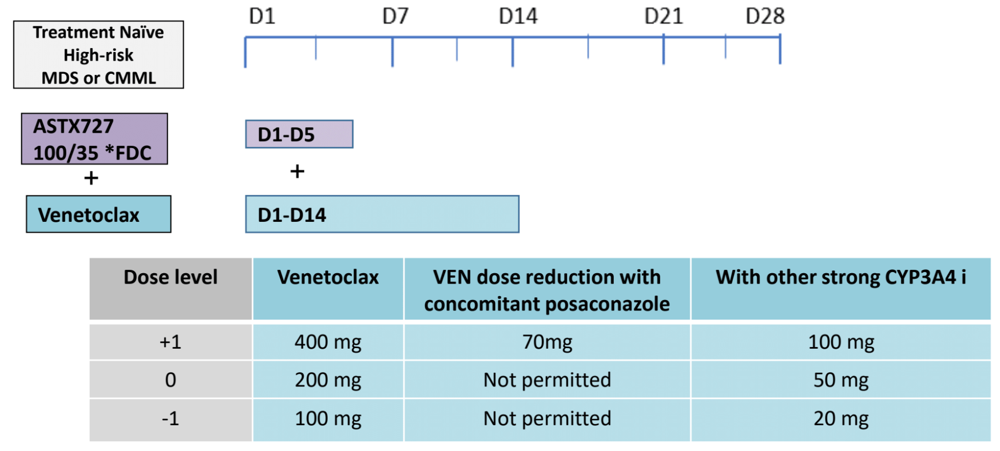 D1 D7 D14 D21 D28
Treatment Naïve
High-risk
MDS or CMML
ASTX727
100/35 *FDC
D1-D5
+
+
Venetoclax
D1-D14
Dose level Venetoclax VEN dose reduction with With other strong CYP3A4 i
concomitant posaconazole
+1 400 mg 70mg 100 mg
0 200 mg Not permitted 50 mg
-1 100 mg Not permitted 20 mg